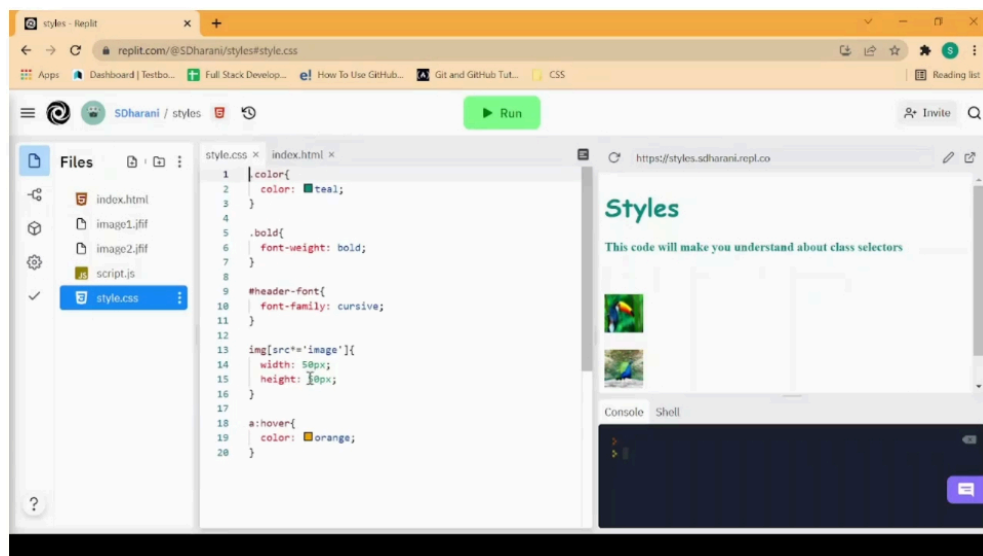 styles - Replit
replit.com/@SDharani/styles#style.css
Apps Dashboard | Testbo... Full Stack Develop... How To Use GitHub... Git and GitHub Tut... CSS Reading list
SDharani / styles Run Invite
Files
index.html
image1.jfif
image2.jfif
script.js
style.css
?
style.css × index.html ×
1 .color{
2 color: teal;
3 }
4
5 .bold{
6 font-weight: bold;
7 }
8
9 #header-font{
10 font-family: cursive;
11 }
12
13 img[src*='image']{
14 width: 50px;
15 height: 50px;
16 }
17
18 a:hover{
19 color: orange;
20 }
https://styles.sdharani.repl.co
Styles
This code will make you understand about class selectors
Console Shell